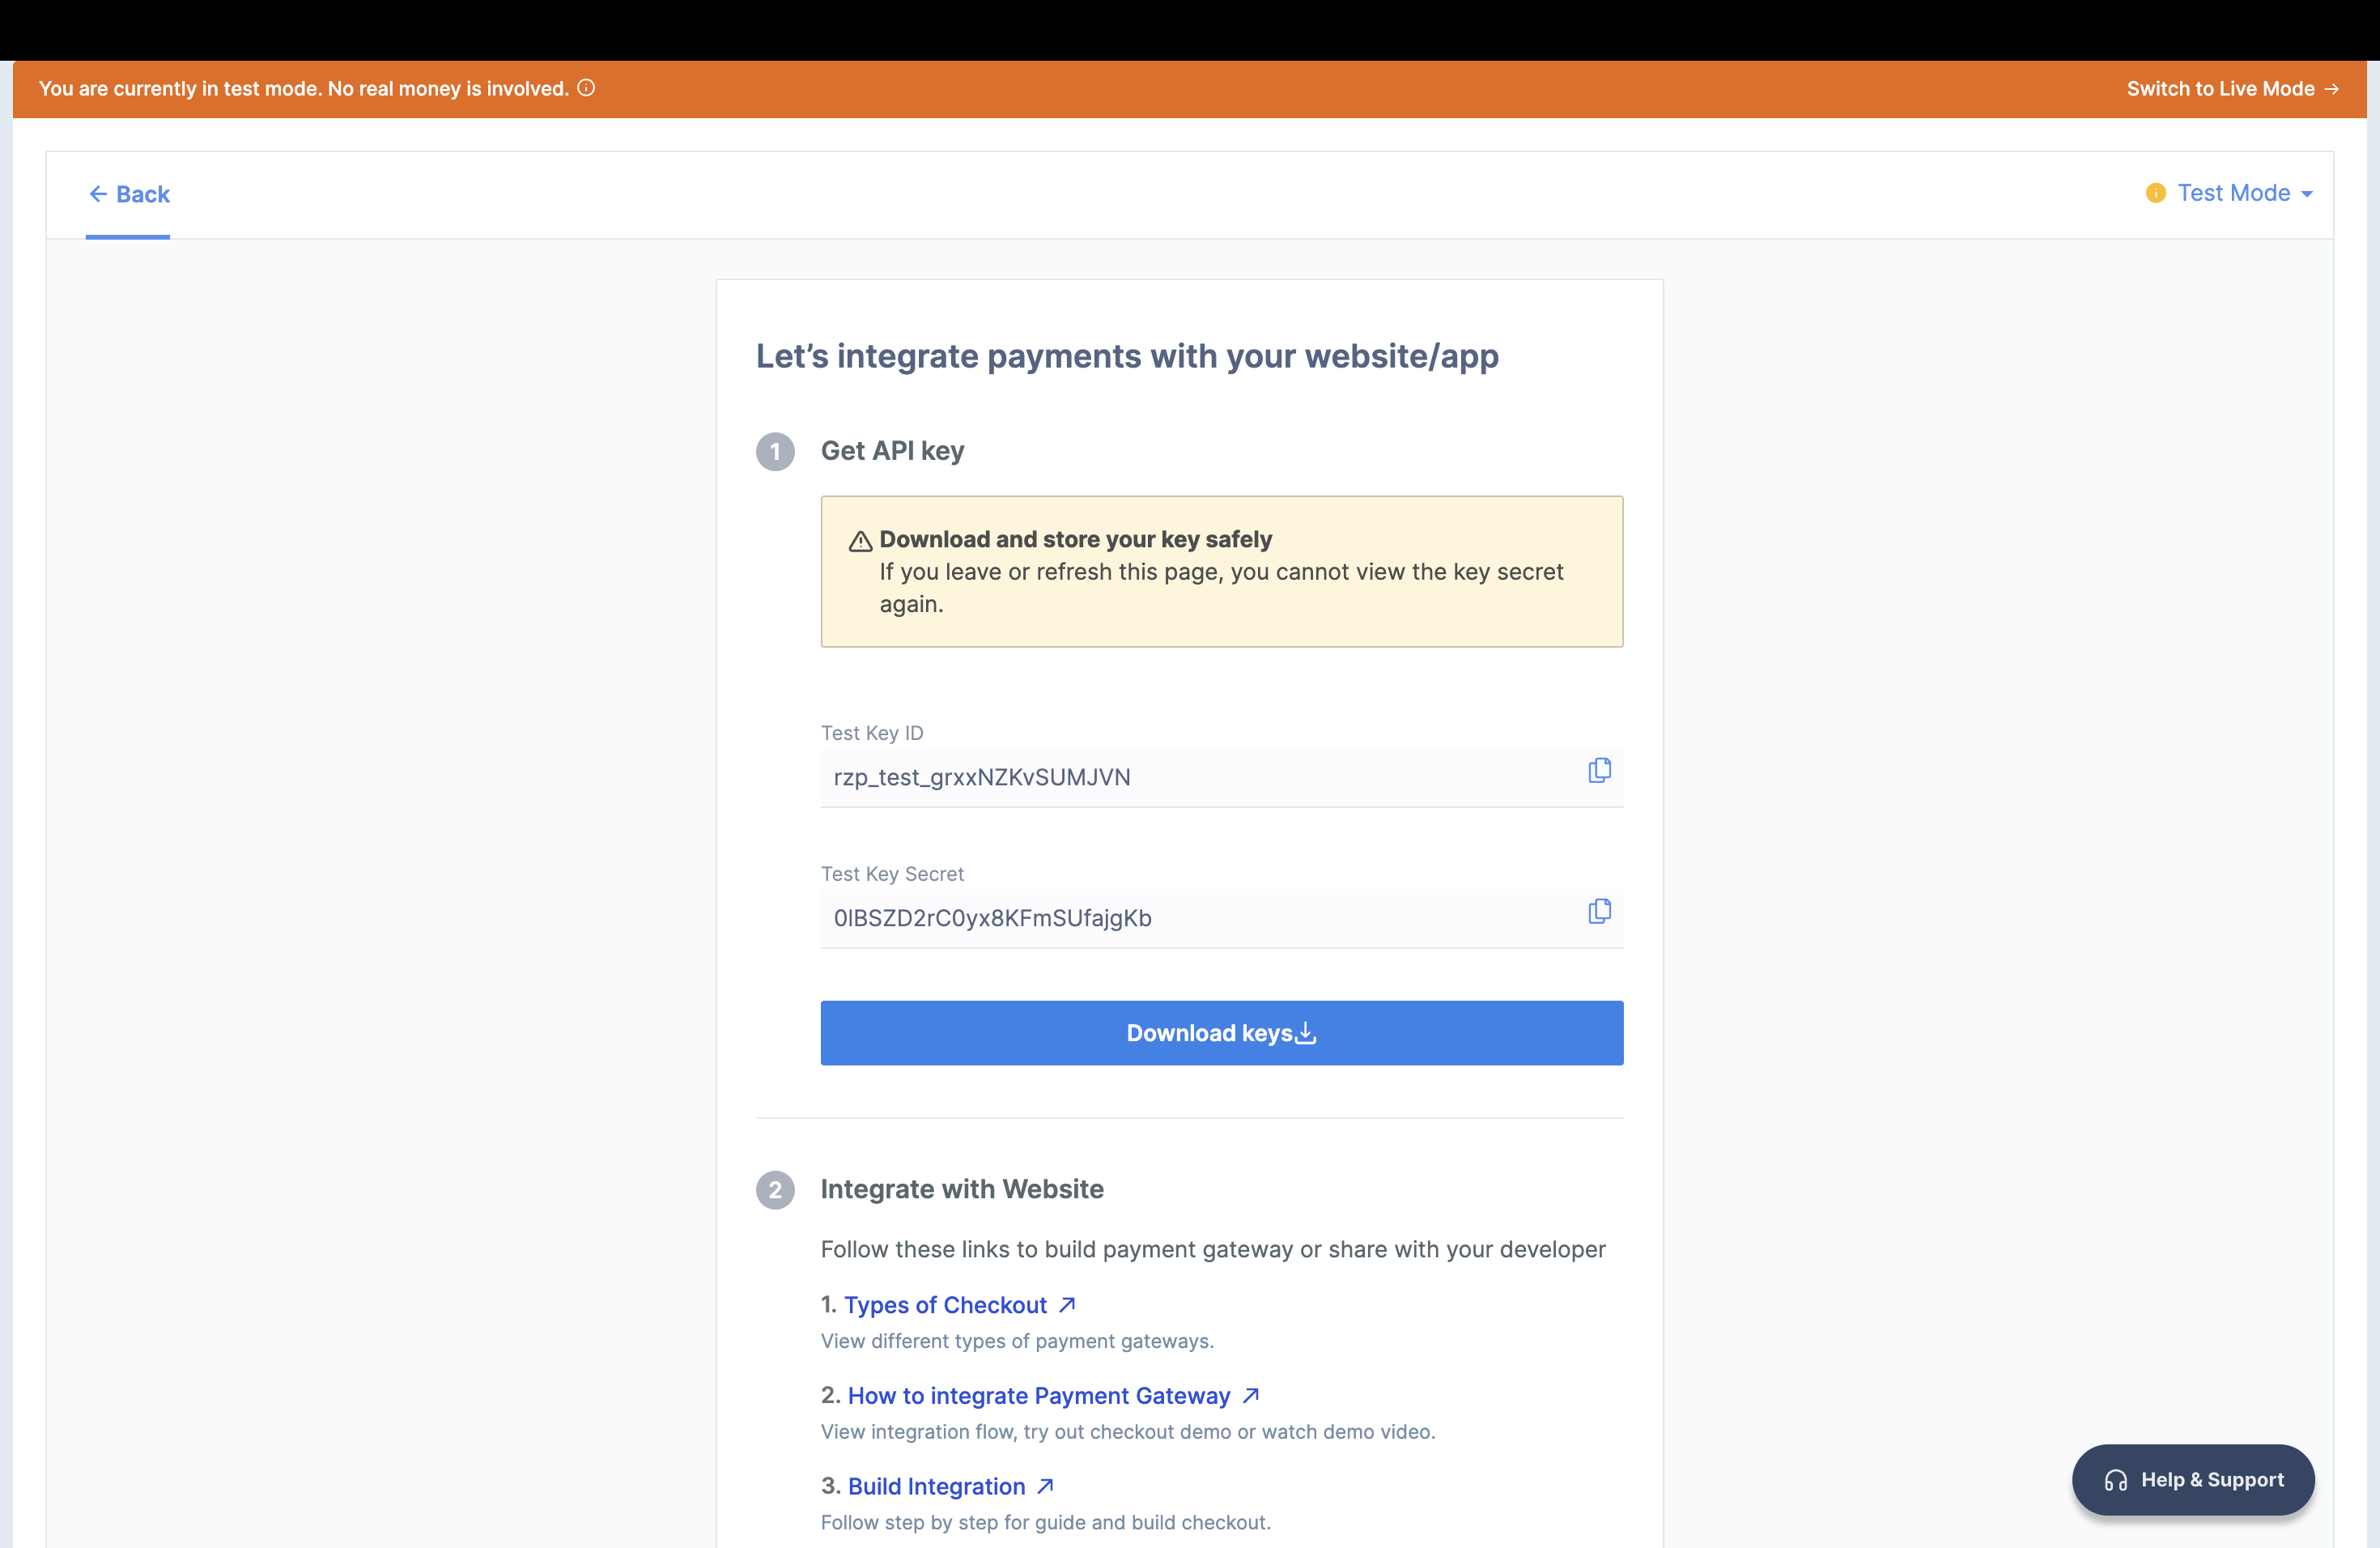 You are currently in test mode. No real money is involved.
Switch to Live Mode →
← Back
Test Mode
Let’s integrate payments with your website/app
1 Get API key
Download and store your key safely
If you leave or refresh this page, you cannot view the key secret
again.
Test Key ID
rzp_test_grxxNZKvSUMJVN
Test Key Secret
0lBSZD2rC0yx8KFmSUfajgKb
Download keys
2 Integrate with Website
Follow these links to build payment gateway or share with your developer
1. Types of Checkout ↗
View different types of payment gateways.
2. How to integrate Payment Gateway ↗
View integration flow, try out checkout demo or watch demo video.
3. Build Integration ↗
Follow step by step for guide and build checkout.
Help & Support